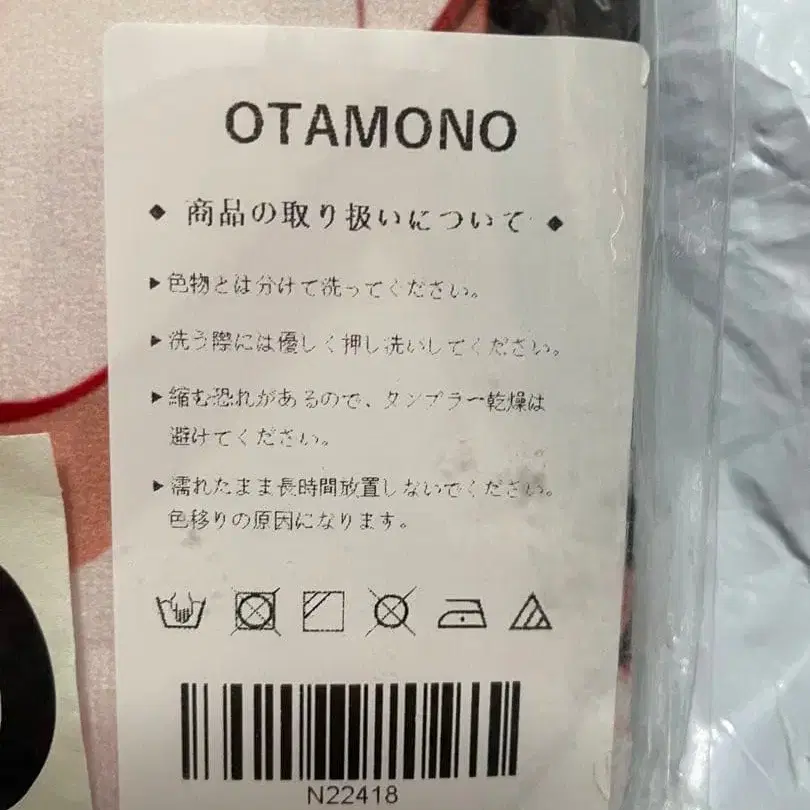 OTAMONO
◆ 商品の取り扱いについて ◆
▶色物とは分けて洗ってください。
▶洗う際には優しく押し洗いしてください。
▶縮む恐れがあるので、タンブラー乾燥は
避けてください。
▶濡れたまま長時間放置しないでください。
色移りの原因になります。
N22418